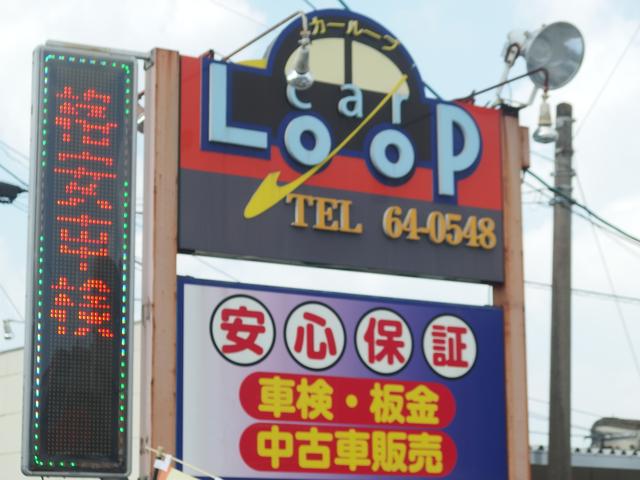 カーループ
car
LooP
TEL 64-0548
安心保証
車検・板金
中古車販売